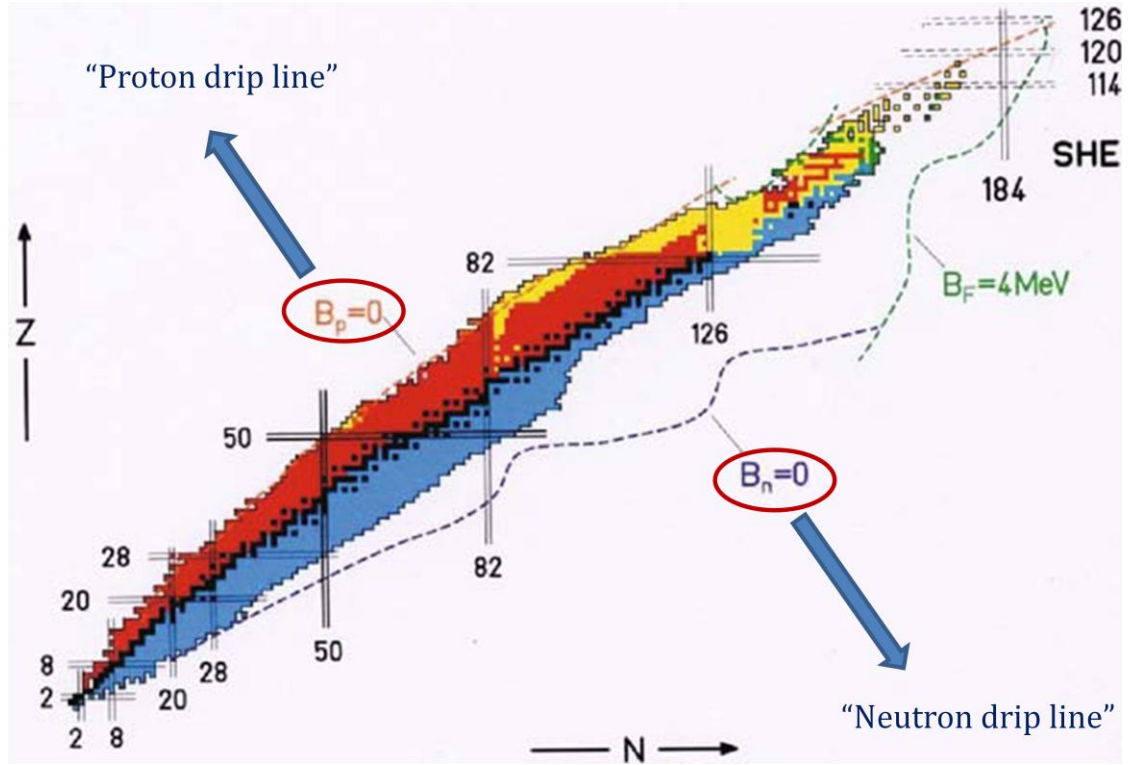 126
“Proton drip line”
120
114
SHE
184
82
B_F=4MeV
B_p=0
Z
126
50
B_n=0
28
82
20
50
8
28
2
20
“Neutron drip line”
2 8
N